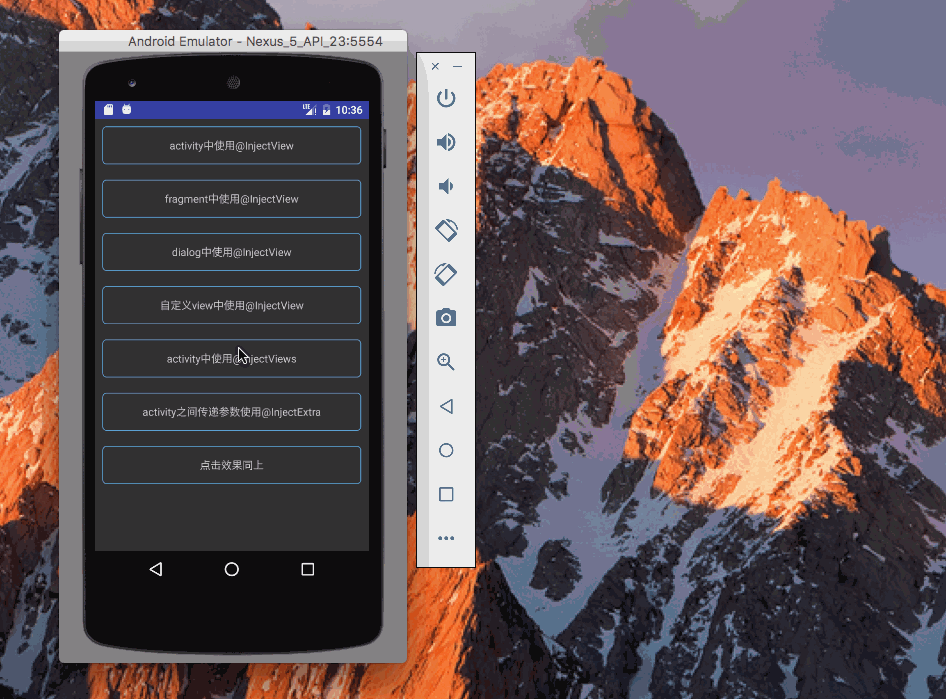 Android Emulator - Nexus_5_API_23:5554
LTE 10:36
activity中使用@InjectView
fragment中使用@InjectView
dialog中使用@InjectView
自定义view中使用@InjectView
activity中使用@InjectViews
activity之间传递参数使用@InjectExtra
点击效果同上